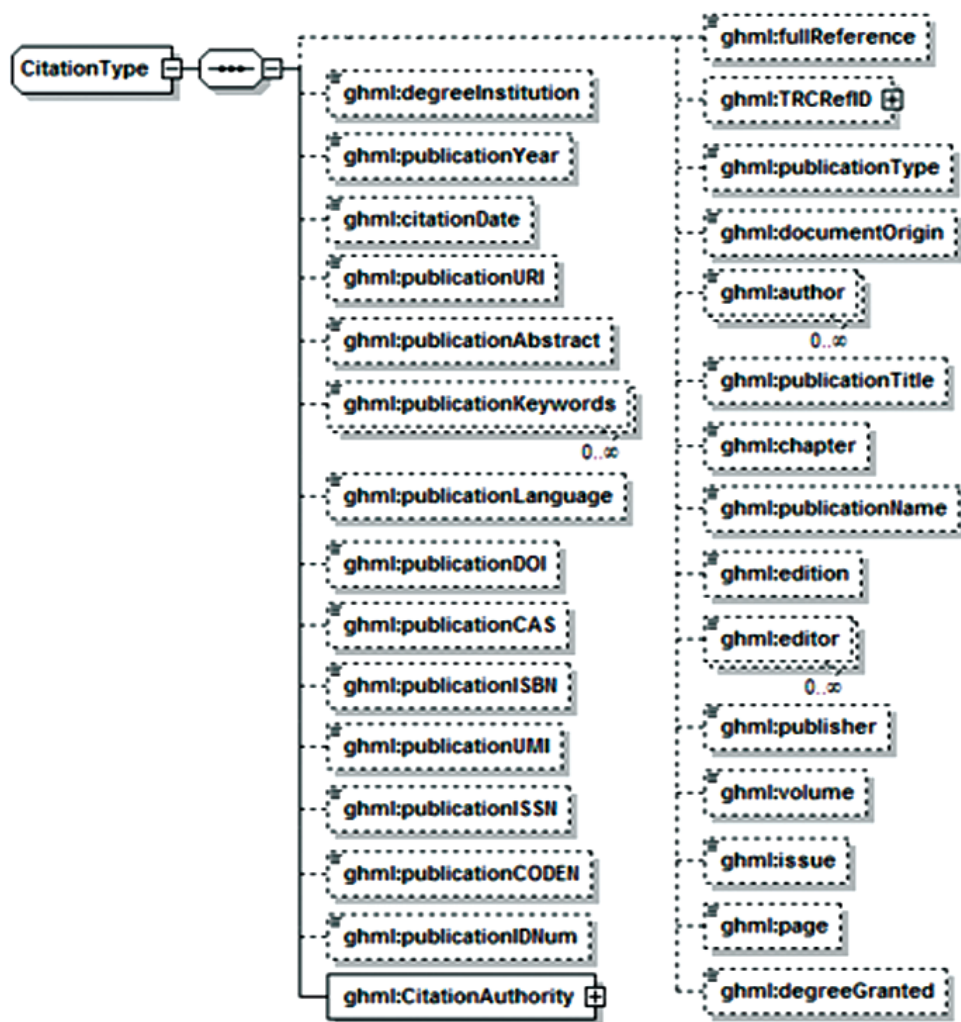 CitationType
ghml:degreeInstitution
ghml:publicationYear
ghml:citationDate
ghml:publicationURI
ghml:publicationAbstract
ghml:publicationKeywords
0..∞
ghml:publicationLanguage
ghml:publicationDOI
ghml:publicationCAS
ghml:publicationISBN
ghml:publicationUMI
ghml:publicationISSN
ghml:publicationCODEN
ghml:publicationIDNum
ghml:CitationAuthority
ghml:fullReference
ghml:TRCRefID
ghml:publicationType
ghml:documentOrigin
ghml:author
0..∞
ghml:publicationTitle
ghml:chapter
ghml:publicationName
ghml:edition
ghml:editor
0..∞
ghml:publisher
ghml:volume
ghml:issue
ghml:page
ghml:degreeGranted